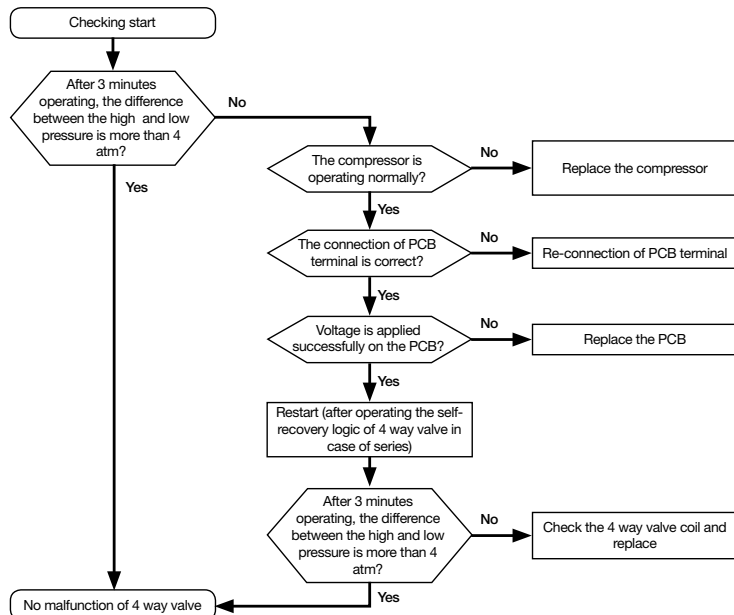 Checking start
After 3 minutes
operating, the difference
between the high and low
pressure is more than 4
atm?
No
Yes
The compressor is
operating normally?
No
Replace the compressor
Yes
The connection of PCB
terminal is correct?
No
Re-connection of PCB terminal
Yes
Voltage is applied
successfully on the PCB?
No
Replace the PCB
Yes
Restart (after operating the self-
recovery logic of 4 way valve in
case of series)
After 3 minutes
operating, the difference
between the high and low
pressure is more than 4
atm?
No
Check the 4 way valve coil and
replace
Yes
No malfunction of 4 way valve